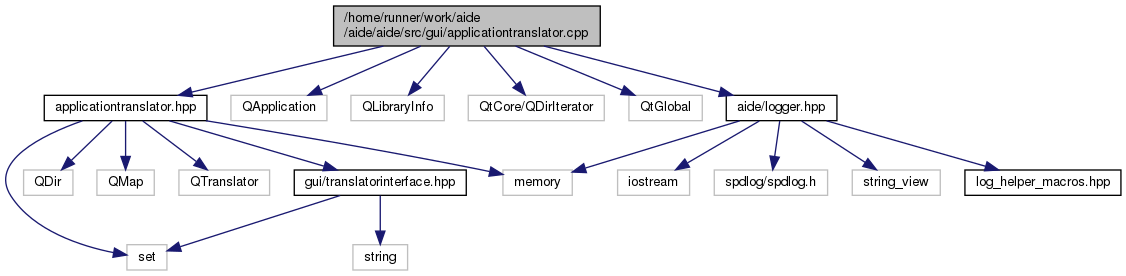 /home/runner/work/aide
/aide/aide/src/gui/applicationtranslator.cpp
applicationtranslator.hpp
QApplication
QLibraryInfo
QtCore/QDirIterator
QtGlobal
aide/logger.hpp
QDir
QMap
QTranslator
gui/translatorinterface.hpp
memory
iostream
spdlog/spdlog.h
string_view
log_helper_macros.hpp
set
string